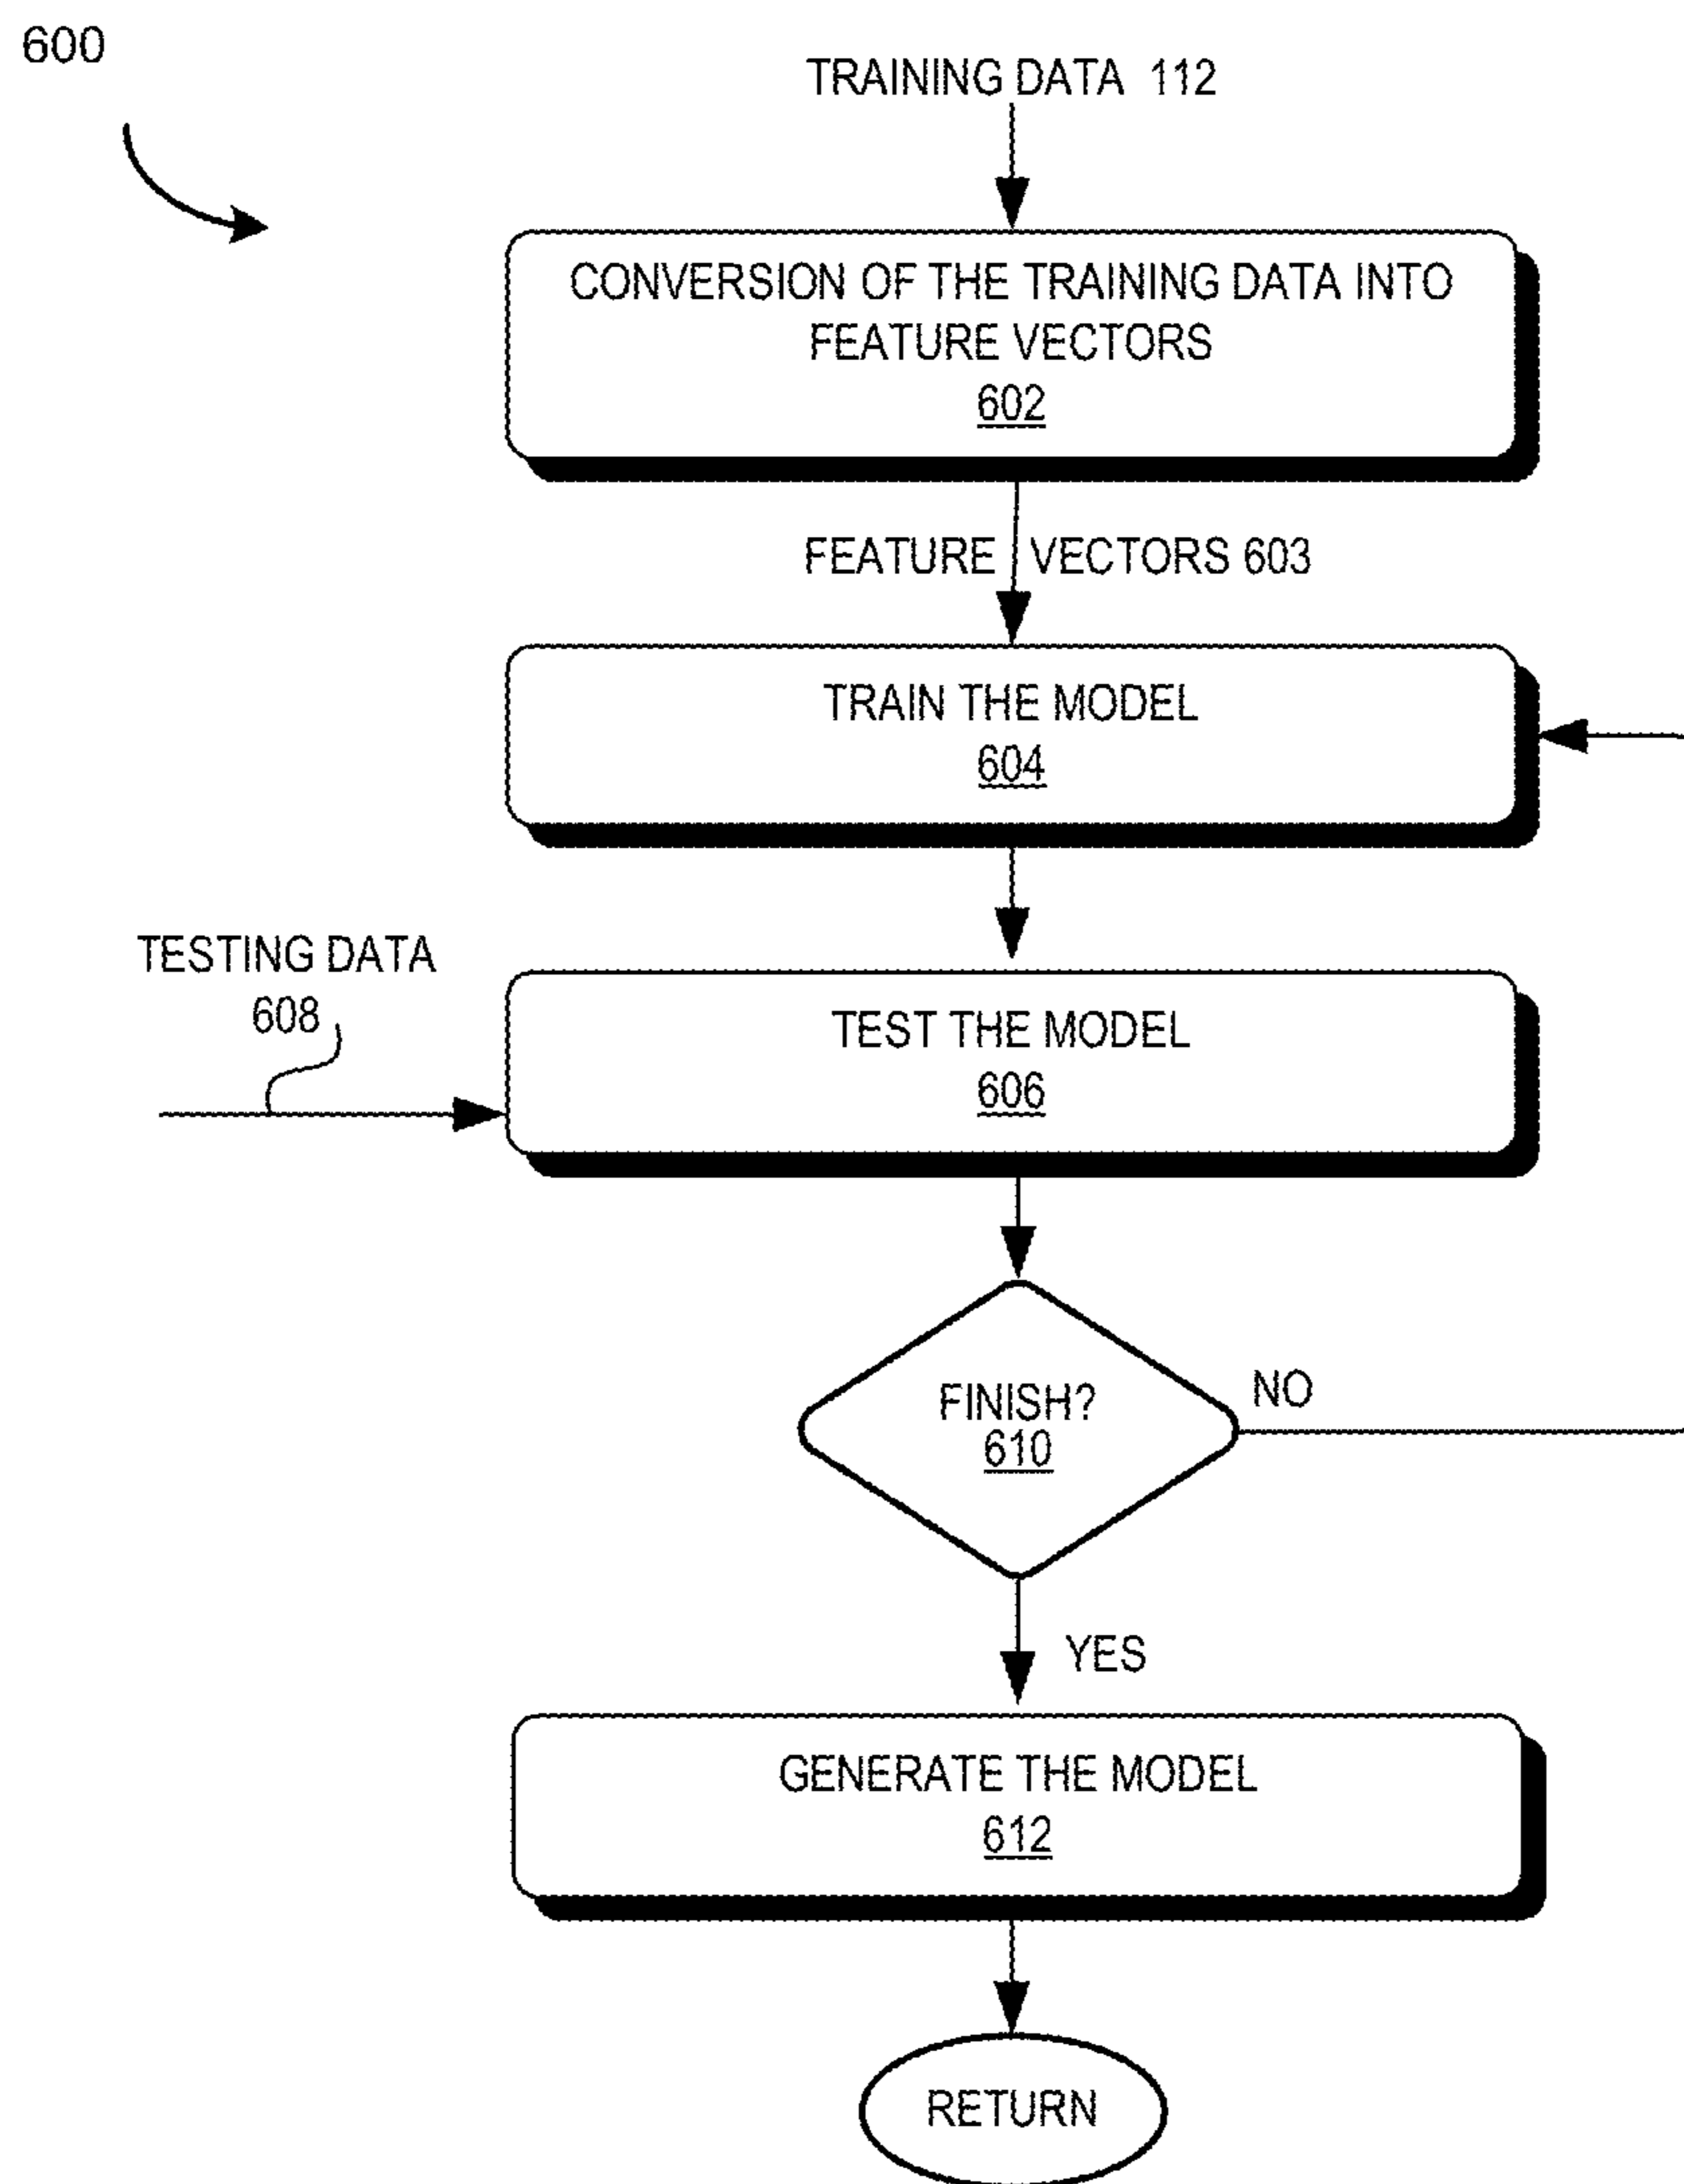 600
TRAINING DATA 112
CONVERSION OF THE TRAINING DATA INTO
FEATURE VECTORS
602
FEATURE VECTORS 603
TRAIN THE MODEL
604
TESTING DATA
608
TEST THE MODEL
606
FINISH?
610
NO
YES
GENERATE THE MODEL
612
RETURN